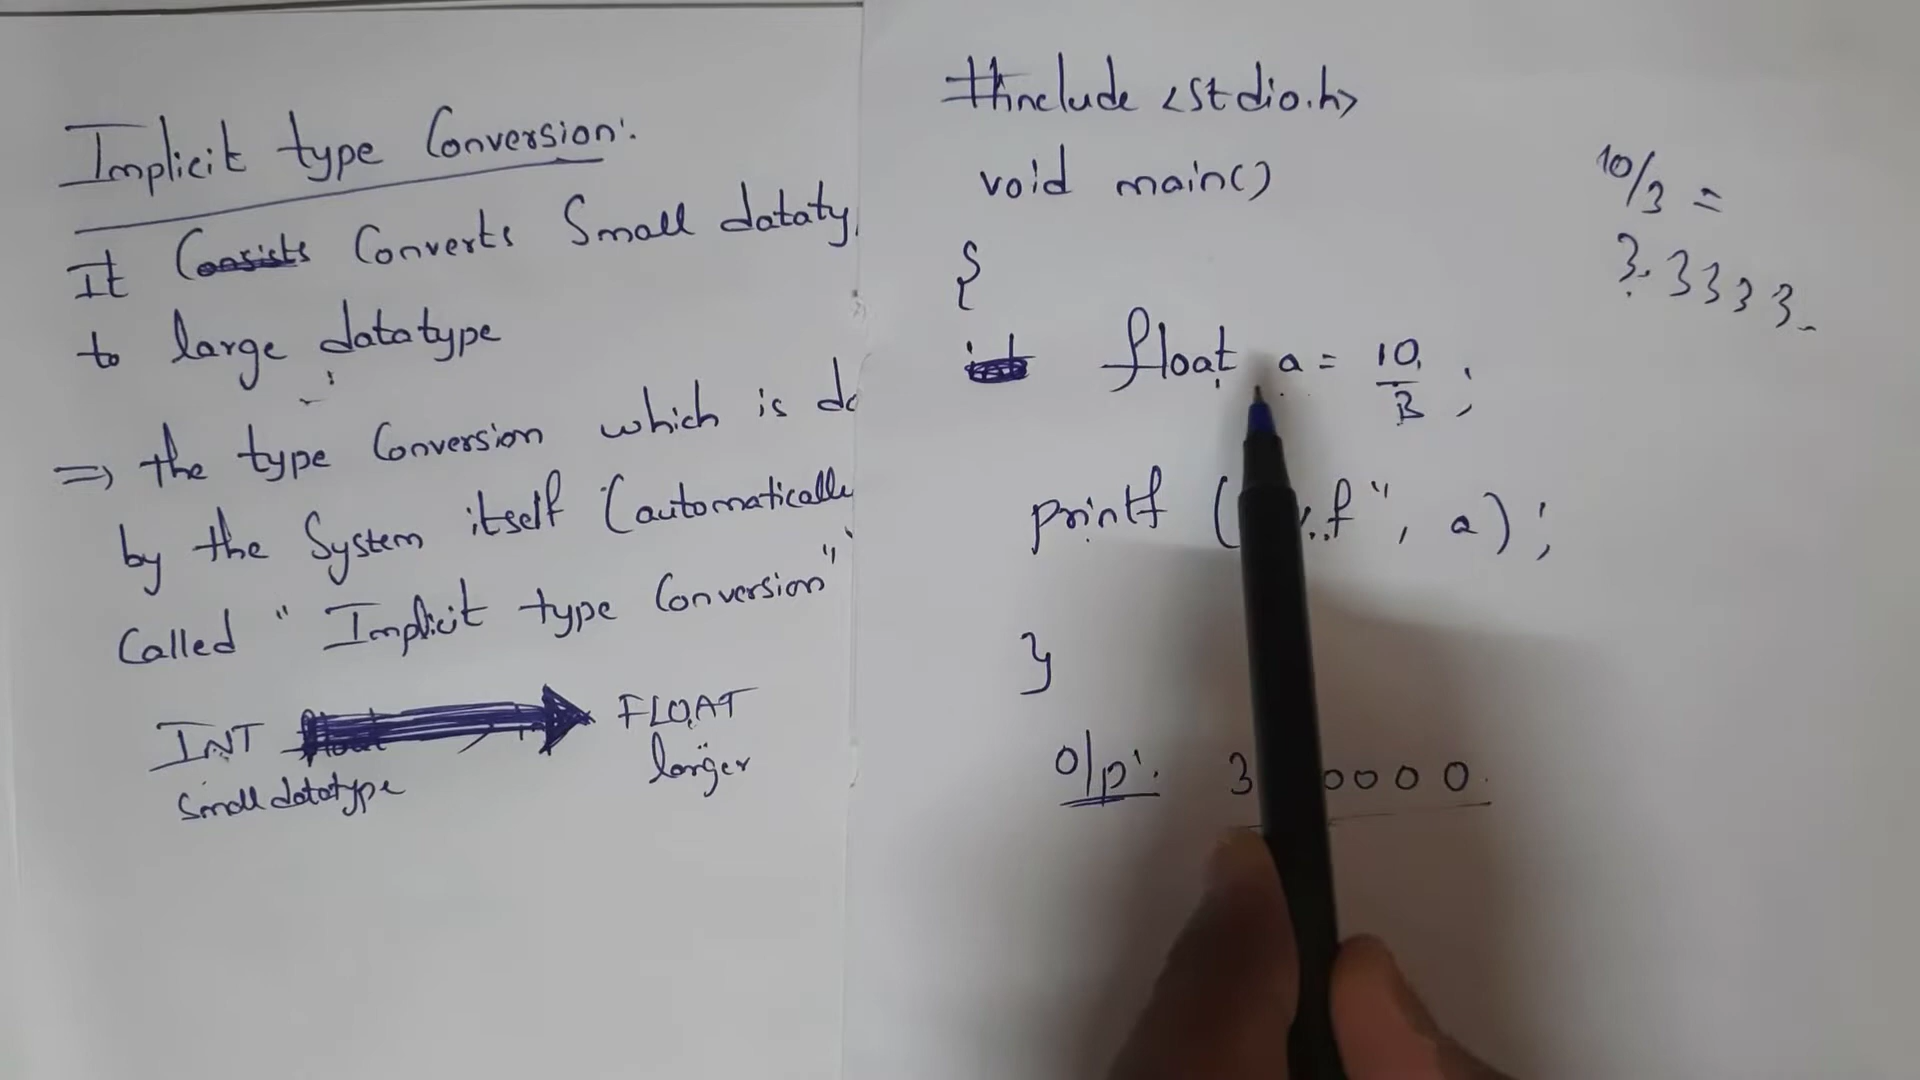 Implicit type Conversion:
It Converts Small dataty
to large datatype
=> the type Conversion which is do
by the System itself (automatically
Called "Implicit type Conversion"
INT FLOAT
Small datatype larger
#include <stdio.h>
void main()
{
float a = 10/3;
printf ( .f", a);
}
o/p: 3 0000
10/3 =
3.3333